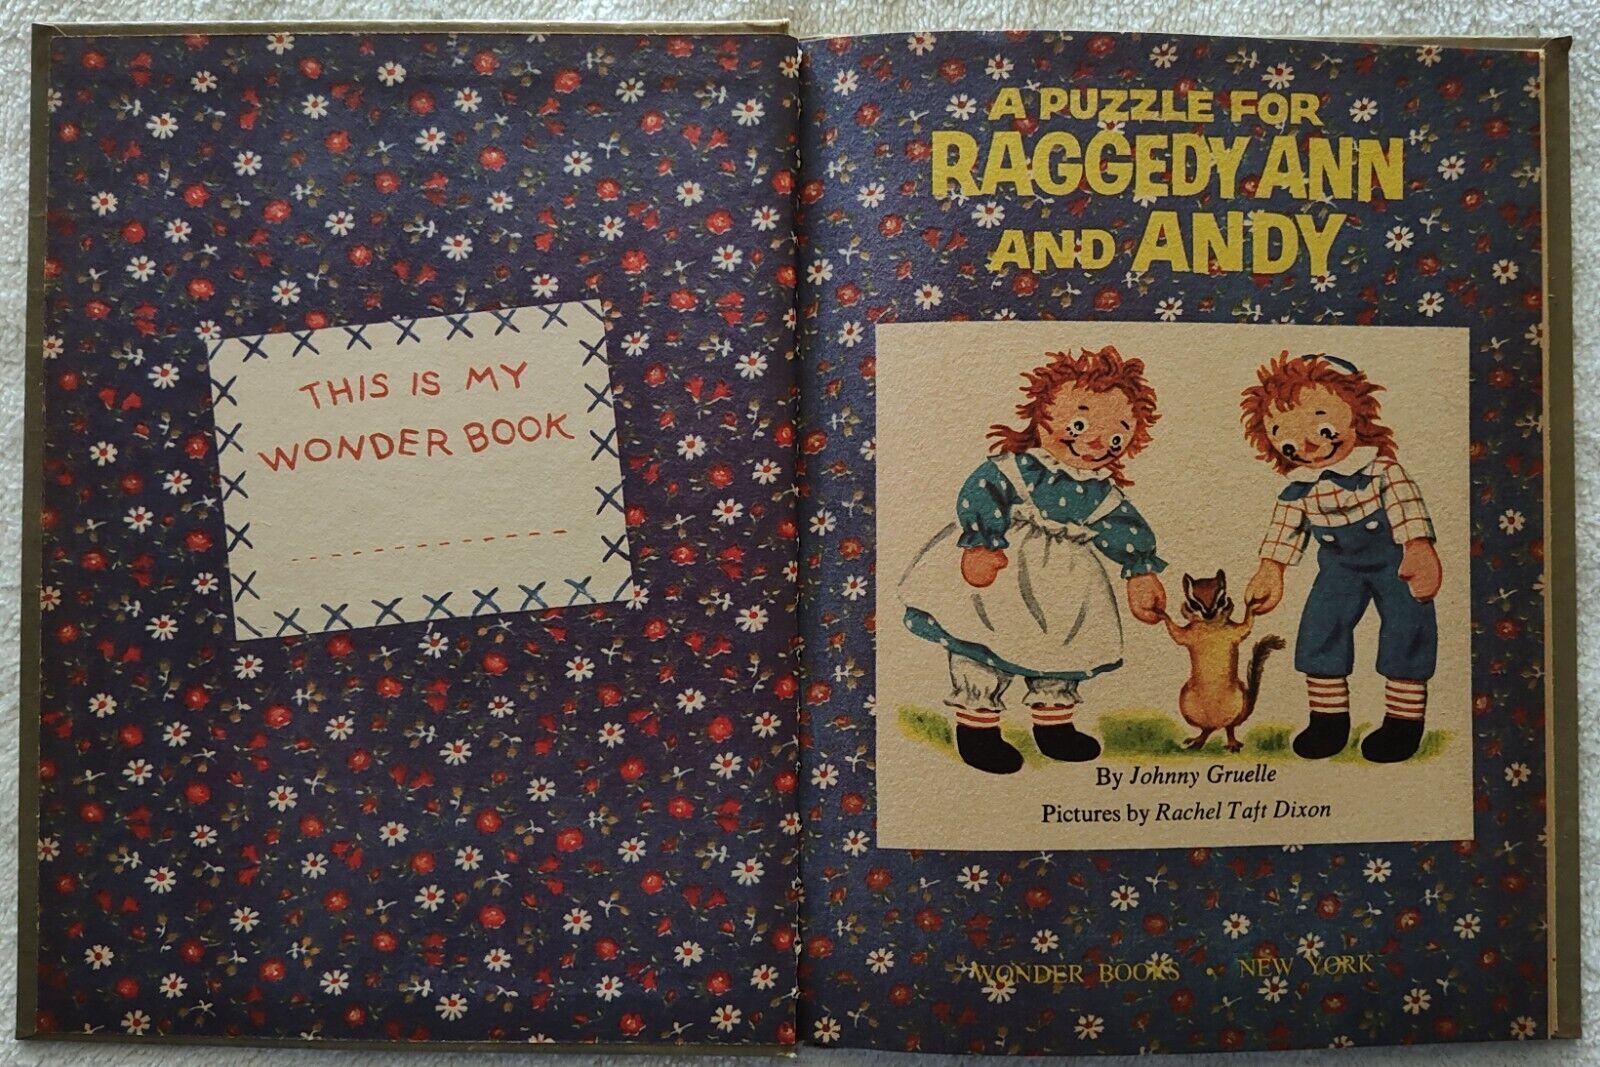 THIS IS MY
WONDER BOOK
A PUZZLE FOR
RAGGEDY ANN
AND ANDY
By Johnny Gruelle
Pictures by Rachel Taft Dixon
WONDER BOOKS • NEW YORK